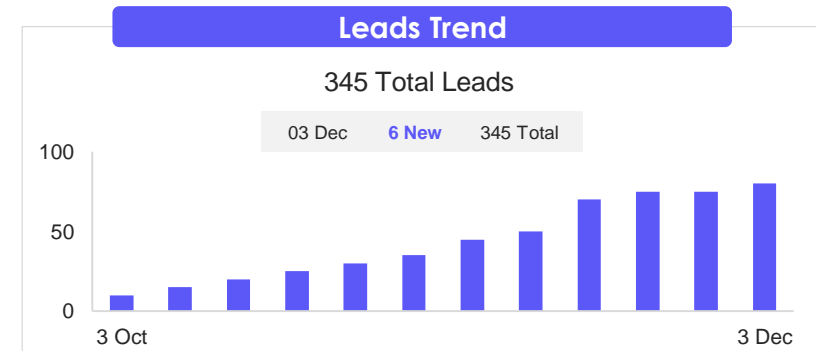 Leads Trend
345 Total Leads
03 Dec 6 New 345 Total
100
50
0
3 Oct 3 Dec